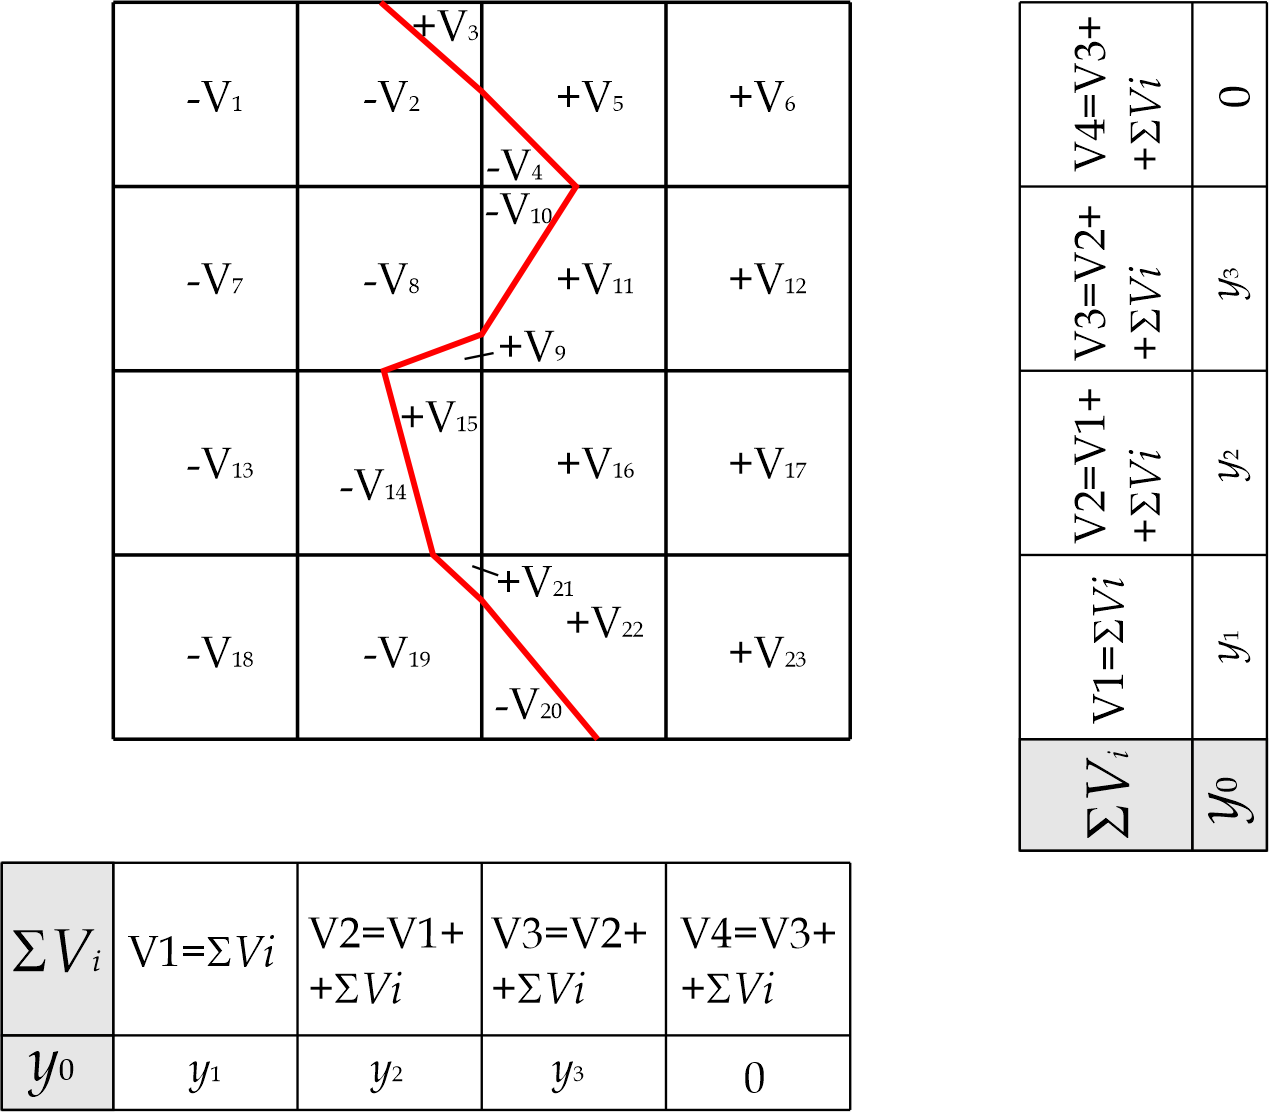 +V3
-V1 -V2 +V5 +V6
-V4
-V10
-V7 -V8 +V11 +V12
+V9
+V15
-V13 -V14 +V16 +V17
+V21
+V22
-V18 -V19 +V23
-V20
ΣVi V1=ΣVi V2=V1+ V3=V2+ V4=V3+
+ΣVi +ΣVi +ΣVi
y0 y1 y2 y3 0
ΣVi V1=ΣVi V2=V1+ V3=V2+ V4=V3+
+ΣVi +ΣVi +ΣVi
y0 y1 y2 y3 0